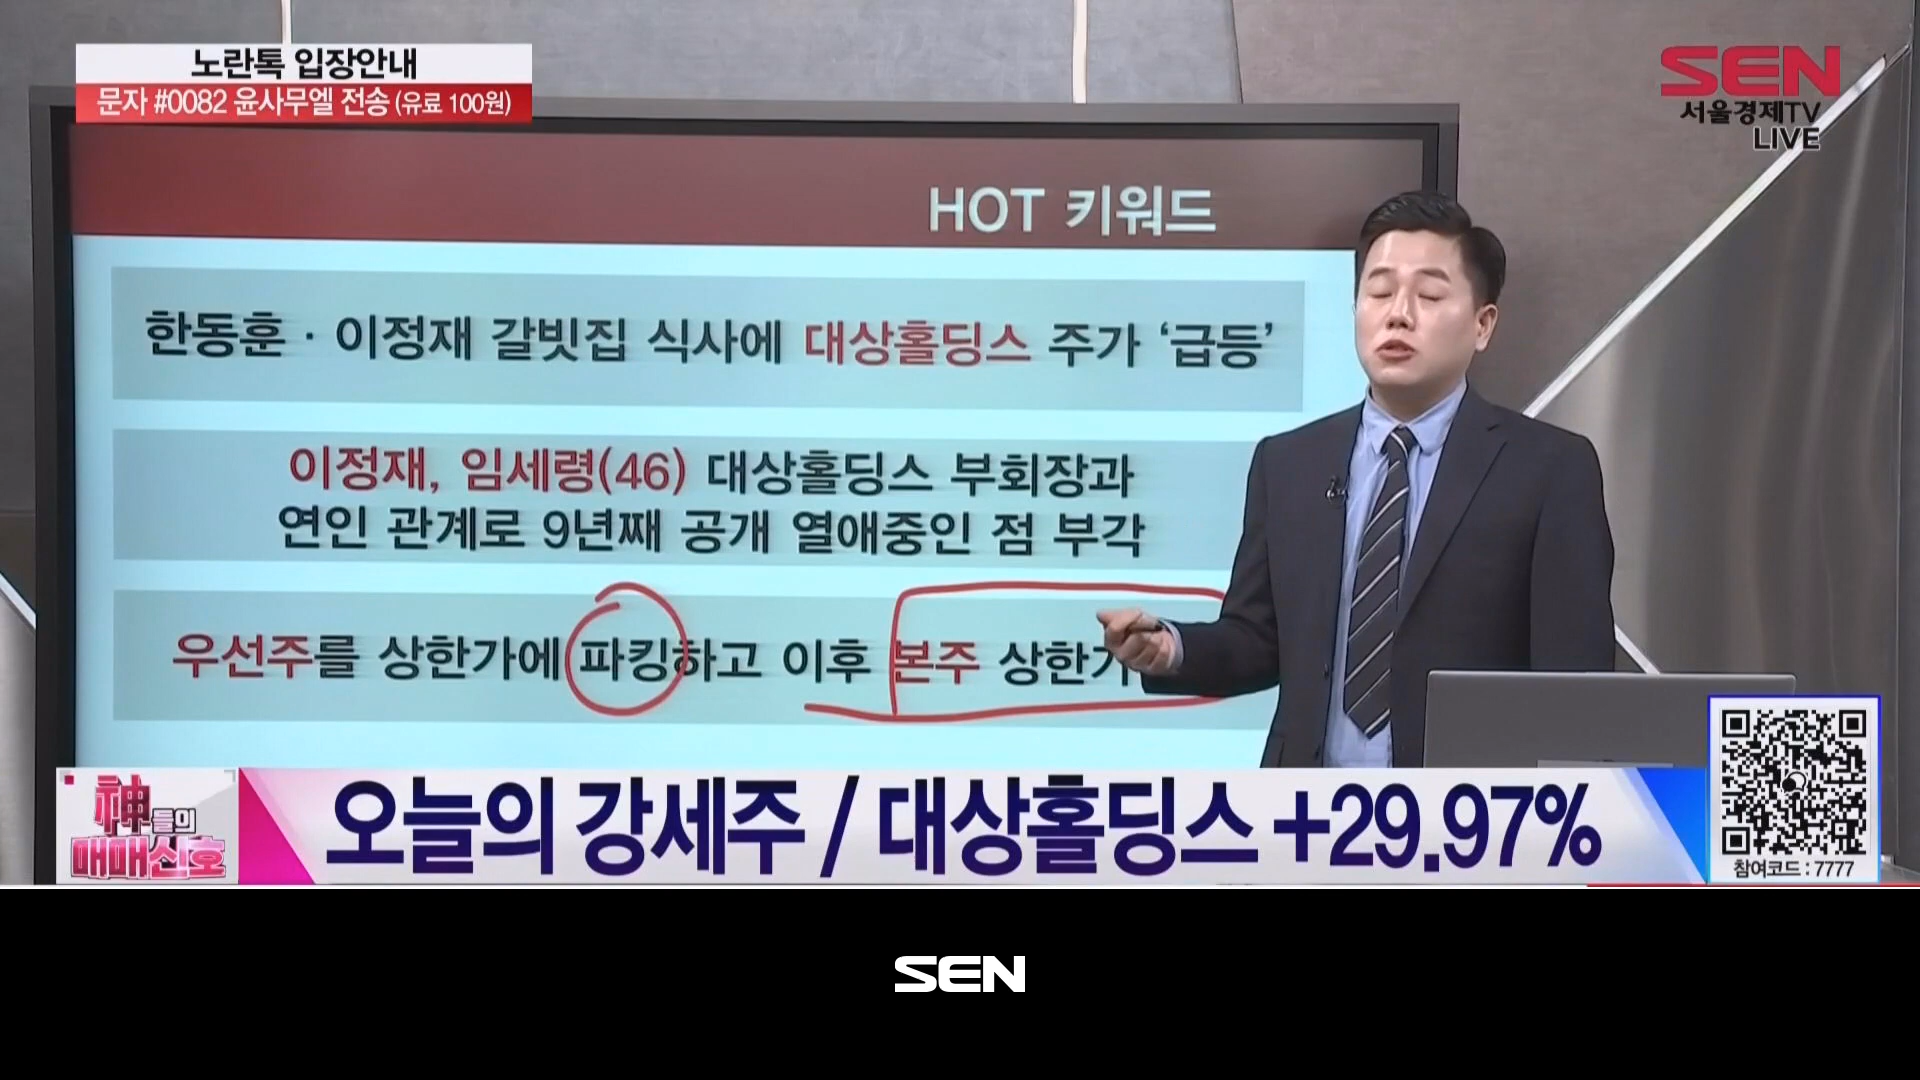 노란톡 입장안내
문자 #0082 윤사무엘 전송 (유료 100원)
SEN
서울경제TV
LIVE
HOT 키워드
한동훈 · 이정재 갈빗집 식사에 대상홀딩스 주가 ‘급등’
이정재, 임세령(46) 대상홀딩스 부회장과
연인 관계로 9년째 공개 열애중인 점 부각
우선주를 상한가에 파킹하고 이후 본주 상한가
神들의
매매신호
오늘의 강세주 / 대상홀딩스 +29.97%
참여코드 : 7777
SEN